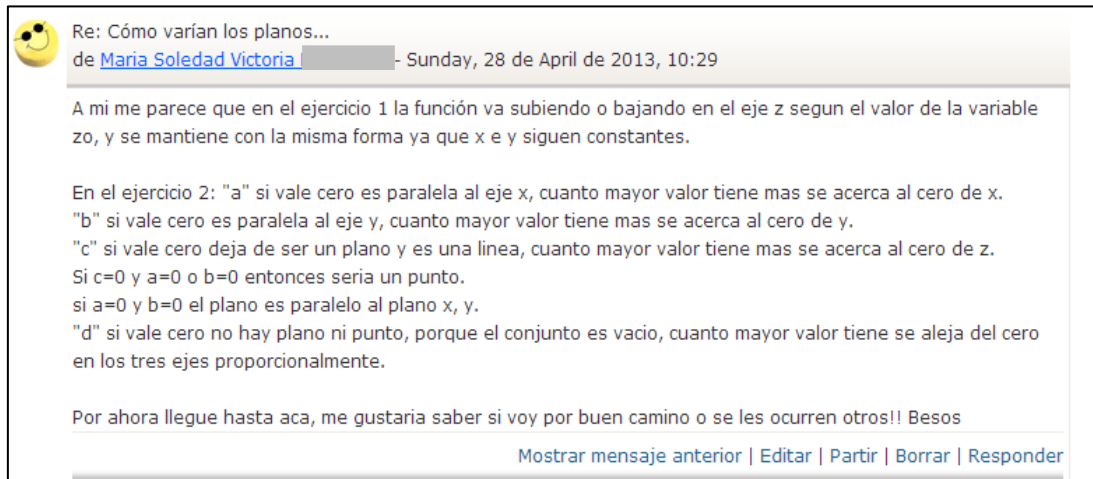 Re: Cómo varían los planos...
de Maria Soledad Victoria - Sunday, 28 de April de 2013, 10:29
A mi me parece que en el ejercicio 1 la función va subiendo o bajando en el eje z segun el valor de la variable
zo, y se mantiene con la misma forma ya que x e y siguen constantes.
En el ejercicio 2: "a" si vale cero es paralela al eje x, cuanto mayor valor tiene mas se acerca al cero de x.
"b" si vale cero es paralela al eje y, cuanto mayor valor tiene mas se acerca al cero de y.
"c" si vale cero deja de ser un plano y es una linea, cuanto mayor valor tiene mas se acerca al cero de z.
Si c=0 y a=0 o b=0 entonces seria un punto.
si a=0 y b=0 el plano es paralelo al plano x, y.
"d" si vale cero no hay plano ni punto, porque el conjunto es vacio, cuanto mayor valor tiene se aleja del cero
en los tres ejes proporcionalmente.
Por ahora llegue hasta aca, me gustaria saber si voy por buen camino o se les ocurren otros!! Besos
Mostrar mensaje anterior | Editar | Partir | Borrar | Responder